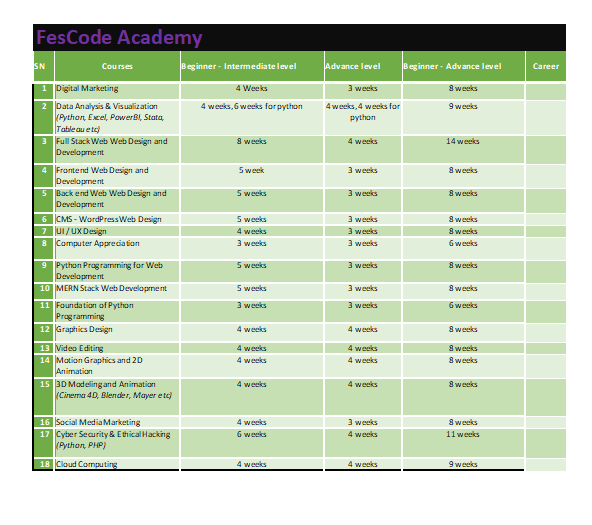 FesCode Academy
SN Courses Beginner - Intermediate level Advance level Beginner - Advance level Career
1 Digital Marketing 4 Weeks 3 weeks 8 weeks
2 Data Analysis & Visualization 4 weeks, 6 weeks for python 4 weeks, 4 weeks for 9 weeks
(Python, Excel, PowerBI, Stata, python
Tableau etc)
3 Full Stack Web Web Design and 8 weeks 4 weeks 14 weeks
Development
4 Frontend Web Design and 5 week 3 weeks 8 weeks
Development
5 Back end Web Web Design and 5 weeks 3 weeks 8 weeks
Development
6 CMS - WordPress Web Design 5 weeks 3 weeks 8 weeks
7 UI / UX Design 4 weeks 3 weeks 8 weeks
8 Computer Appreciation 3 weeks 3 weeks 6 weeks
9 Python Programming for Web 5 weeks 3 weeks 8 weeks
Development
10 MERN Stack Web Development 5 weeks 3 weeks 8 weeks
11 Foundation of Python 3 weeks 3 weeks 6 weeks
Programming
12 Graphics Design 4 weeks 4 weeks 8 weeks
13 Video Editing 4 weeks 4 weeks 8 weeks
14 Motion Graphics and 2D 4 weeks 4 weeks 8 weeks
Animation
15 3D Modeling and Animation 4 weeks 4 weeks 8 weeks
(Cinema 4D, Blender, Mayer etc)
16 Social Media Marketing 4 weeks 3 weeks 8 weeks
17 Cyber Security & Ethical Hacking 6 weeks 4 weeks 11 weeks
(Python, PHP)
18 Cloud Computing 4 weeks 4 weeks 9 weeks